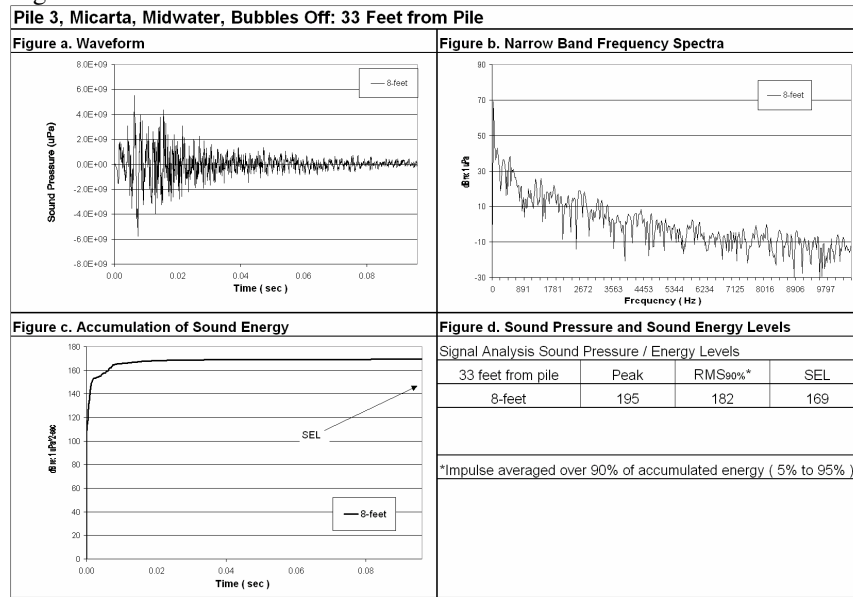 Pile 3, Micarta, Midwater, Bubbles Off: 33 Feet from Pile
Figure a. Waveform
8.0E+09
6.0E+09
4.0E+09
2.0E+09
0.0E+00
-2.0E+09
-4.0E+09
-6.0E+09
-8.0E+09
Sound Pressure (uPa)
8-feet
0.00 0.02 0.04 0.06 0.08
Time ( sec )
Figure b. Narrow Band Frequency Spectra
90
70
50
30
10
-10
-30
dB re: 1 uPa
8-feet
0 891 1781 2672 3563 4453 5344 6234 7125 8016 8906 9797
Frequency ( Hz )
Figure c. Accumulation of Sound Energy
180
160
140
120
100
80
60
40
20
0
SEL
8-feet
0.00 0.02 0.04 0.06 0.08
Time ( sec )
Figure d. Sound Pressure and Sound Energy Levels
Signal Analysis Sound Pressure / Energy Levels
33 feet from pile Peak RMS90%* SEL
8-feet 195 182 169
*Impulse averaged over 90% of accumulated energy ( 5% to 95% )